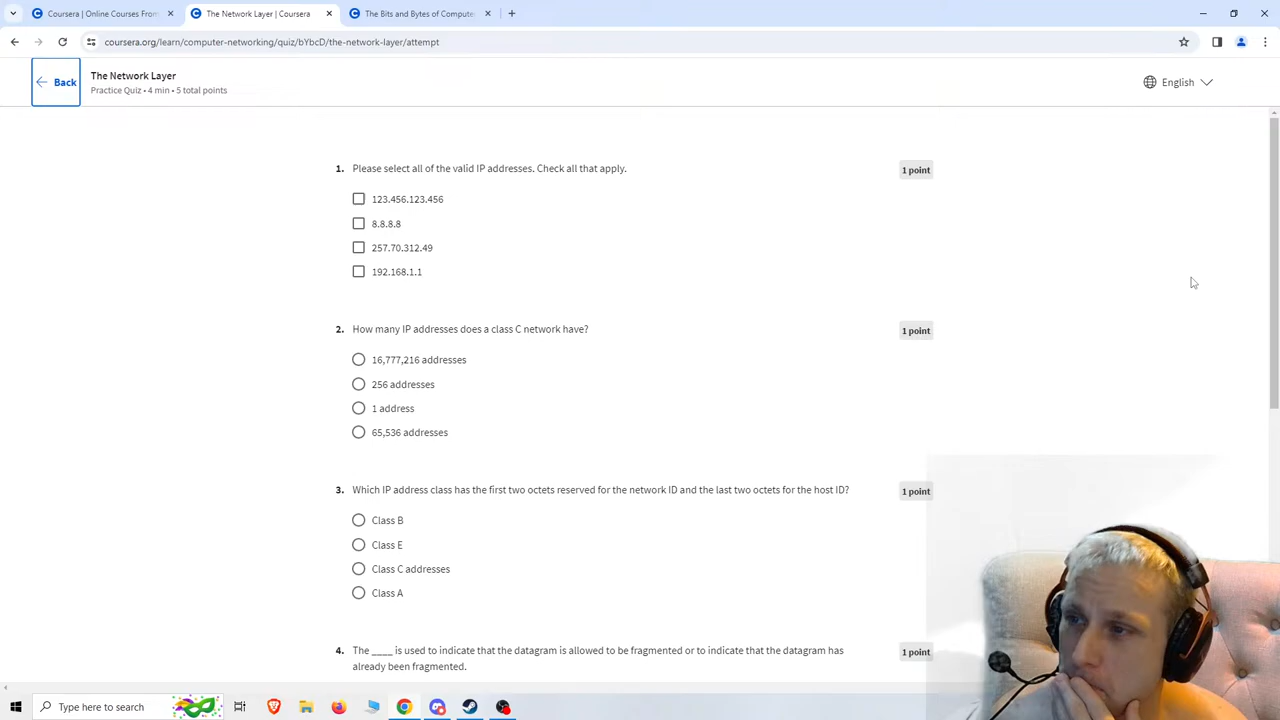 Coursera | Online Courses From
The Network Layer | Coursera
The Bits and Bytes of Compute
coursera.org/learn/computer-networking/quiz/bYbcD/the-network-layer/attempt
Back
The Network Layer
Practice Quiz • 4 min • 5 total points
English
1. Please select all of the valid IP addresses. Check all that apply.
1 point
123.456.123.456
8.8.8.8
257.70.312.49
192.168.1.1
2. How many IP addresses does a class C network have?
1 point
16,777,216 addresses
256 addresses
1 address
65,536 addresses
3. Which IP address class has the first two octets reserved for the network ID and the last two octets for the host ID?
1 point
Class B
Class E
Class C addresses
Class A
4. The ____ is used to indicate that the datagram is allowed to be fragmented or to indicate that the datagram has
already been fragmented.
1 point
Type here to search